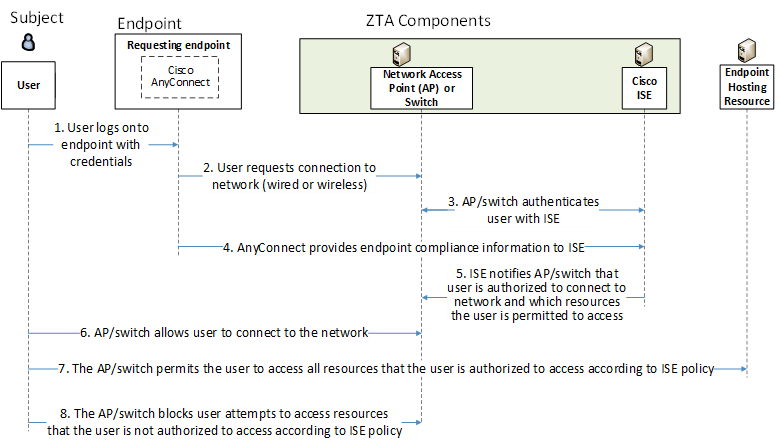 Subject
Endpoint
ZTA Components
User
Requesting endpoint
Cisco
AnyConnect
Network Access
Point (AP) or
Switch
Cisco
ISE
Endpoint
Hosting
Resource
1. User logs onto
endpoint with
credentials
2. User requests connection to
network (wired or wireless)
3. AP/switch authenticates
user with ISE
4. AnyConnect provides endpoint compliance information to ISE
5. ISE notifies AP/switch that
user is authorized to connect to
network and which resources
the user is permitted to access
6. AP/switch allows user to connect to the network
7. The AP/switch permits the user to access all resources that the user is authorized to access according to ISE policy
8. The AP/switch blocks user attempts to access resources
that the user is not authorized to access according to ISE policy